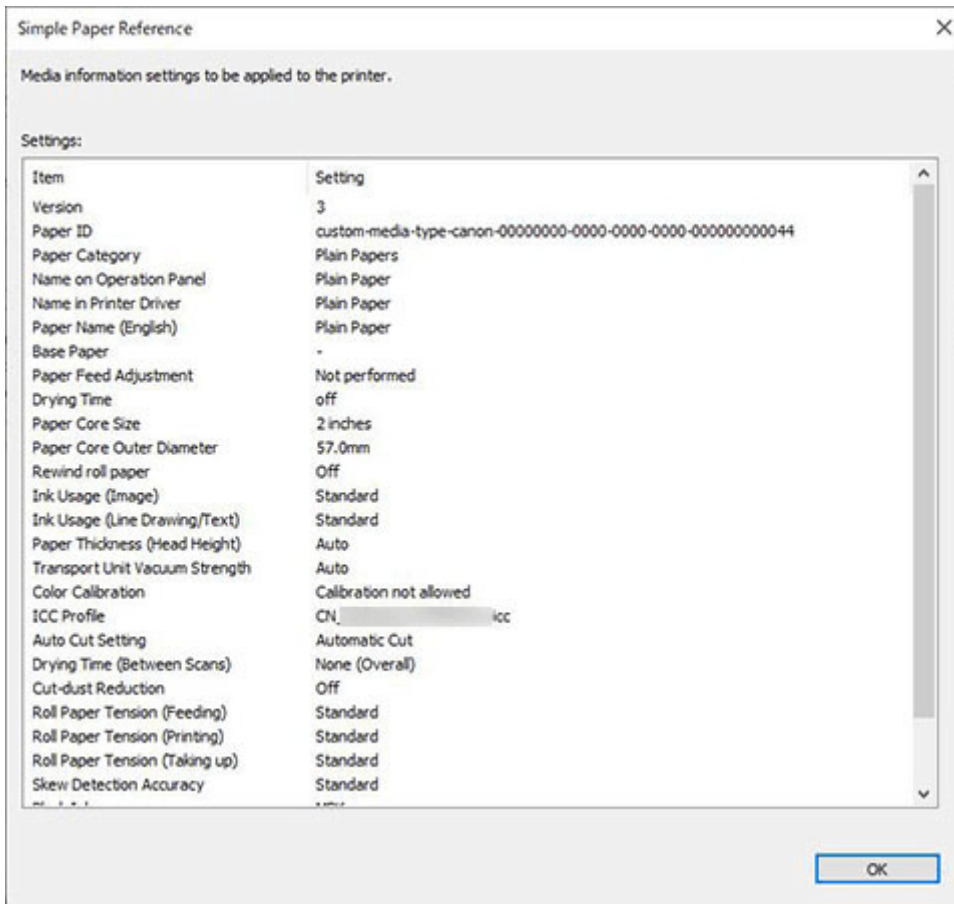 Simple Paper Reference
Media information settings to be applied to the printer.
Settings:
Item Setting
Version 3
Paper ID custom-media-type-canon-00000000-0000-0000-0000-000000000044
Paper Category Plain Papers
Name on Operation Panel Plain Paper
Name in Printer Driver Plain Paper
Paper Name (English) Plain Paper
Base Paper -
Paper Feed Adjustment Not performed
Drying Time off
Paper Core Size 2 inches
Paper Core Outer Diameter 57.0mm
Rewind roll paper Off
Ink Usage (Image) Standard
Ink Usage (Line Drawing/Text) Standard
Paper Thickness (Head Height) Auto
Transport Unit Vacuum Strength Auto
Color Calibration Calibration not allowed
ICC Profile CN_ icc
Auto Cut Setting Automatic Cut
Drying Time (Between Scans) None (Overall)
Cut-dust Reduction Off
Roll Paper Tension (Feeding) Standard
Roll Paper Tension (Printing) Standard
Roll Paper Tension (Taking up) Standard
Skew Detection Accuracy Standard
OK